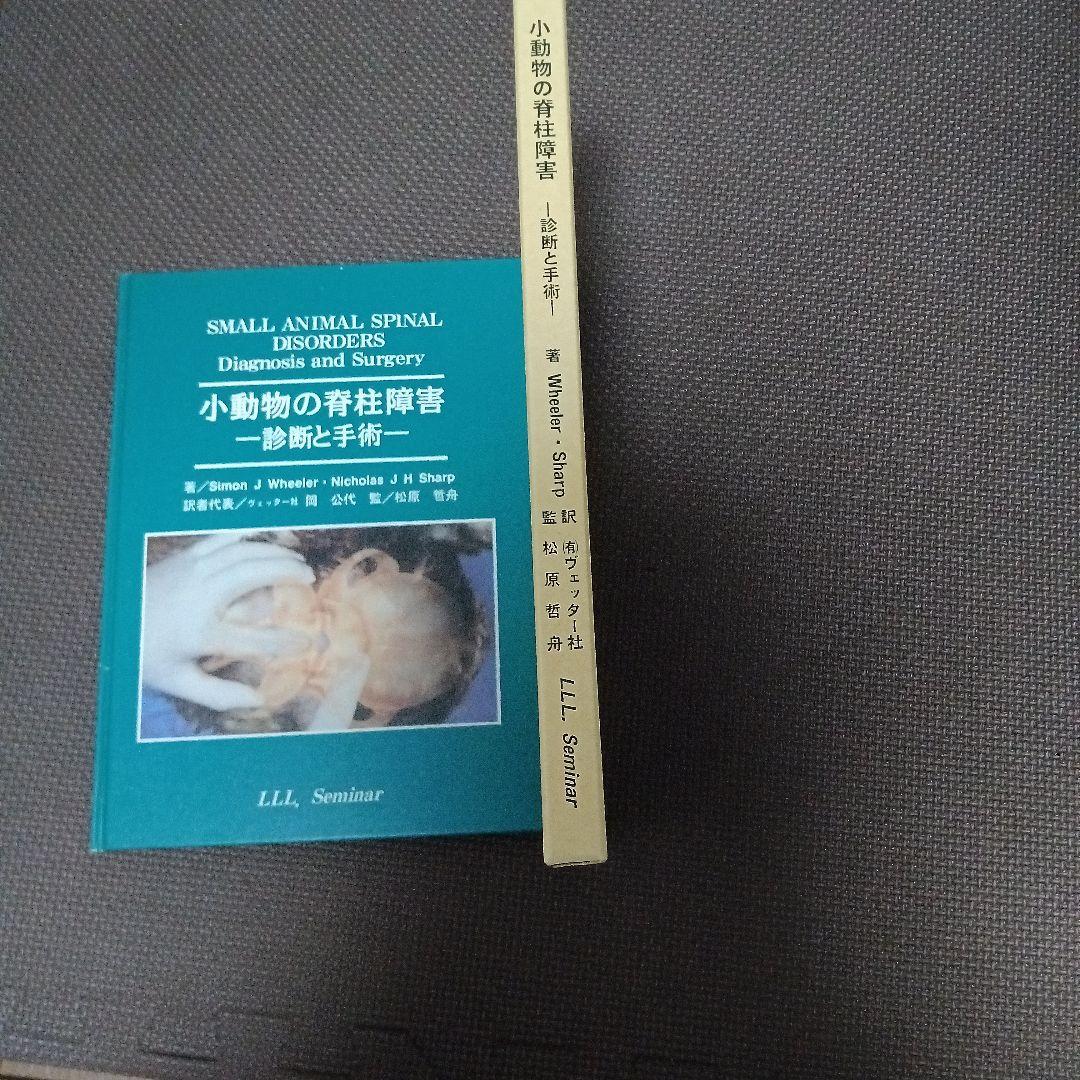 SMALL ANIMAL SPINAL
DISORDERS
Diagnosis and Surgery
小動物の脊柱障害
―診断と手術―
著/Simon J Wheeler・Nicholas J H Sharp
訳者代表/ヴェッター社 岡 公代 監/松原 哲舟
LLL, Seminar
小動物の脊柱障害 ―診断と手術― 著 Wheeler・Sharp 訳 ㈲ヴェッター社 監 松原哲舟 LLL. Seminar